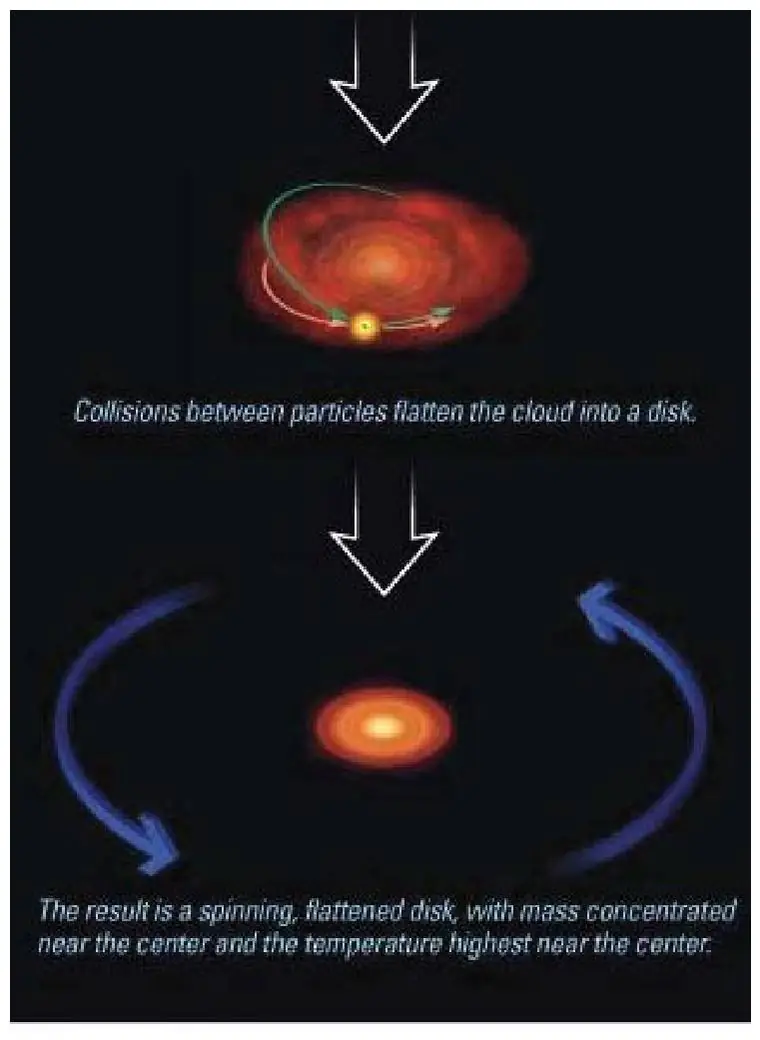 Collisions between particles flatten the cloud into a disk.
The result is a spinning, flattened disk, with mass concentrated
near the center and the temperature highest near the center.